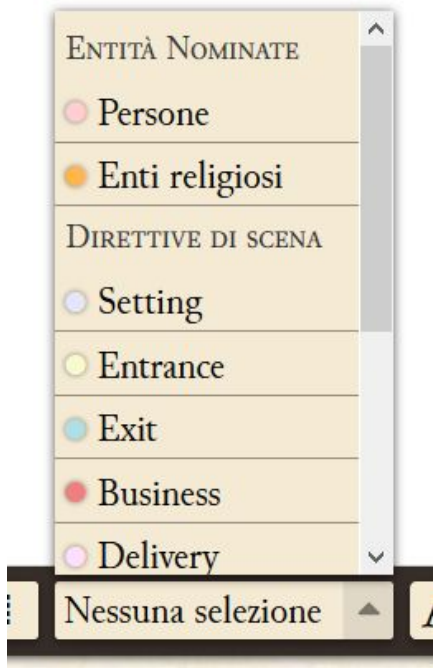 Entità Nominate
Persone
Enti religiosi
Direttive di scena
Setting
Entrance
Exit
Business
Delivery
Nessuna selezione